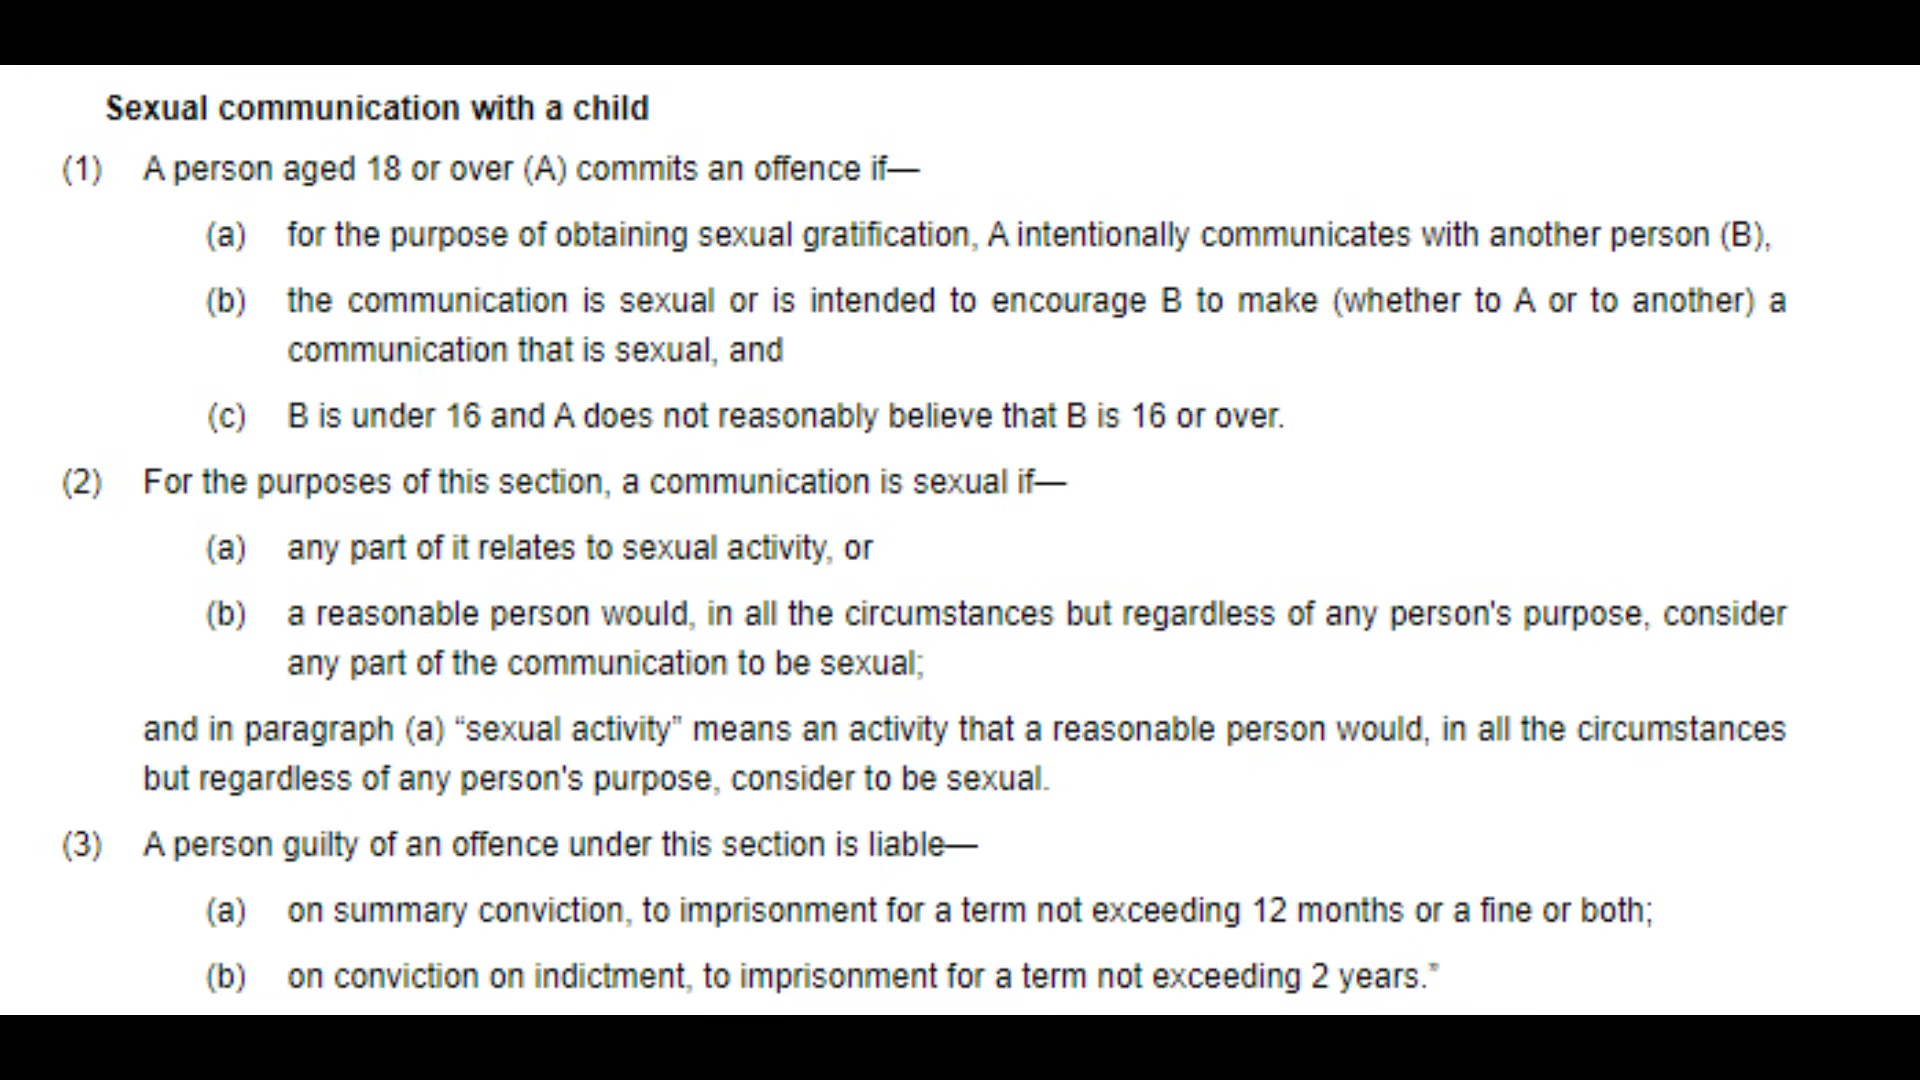 Sexual communication with a child
(1) A person aged 18 or over (A) commits an offence if—
(a) for the purpose of obtaining sexual gratification, A intentionally communicates with another person (B),
(b) the communication is sexual or is intended to encourage B to make (whether to A or to another) a
communication that is sexual, and
(c) B is under 16 and A does not reasonably believe that B is 16 or over.
(2) For the purposes of this section, a communication is sexual if—
(a) any part of it relates to sexual activity, or
(b) a reasonable person would, in all the circumstances but regardless of any person's purpose, consider
any part of the communication to be sexual;
and in paragraph (a) “sexual activity” means an activity that a reasonable person would, in all the circumstances
but regardless of any person's purpose, consider to be sexual.
(3) A person guilty of an offence under this section is liable—
(a) on summary conviction, to imprisonment for a term not exceeding 12 months or a fine or both;
(b) on conviction on indictment, to imprisonment for a term not exceeding 2 years.”